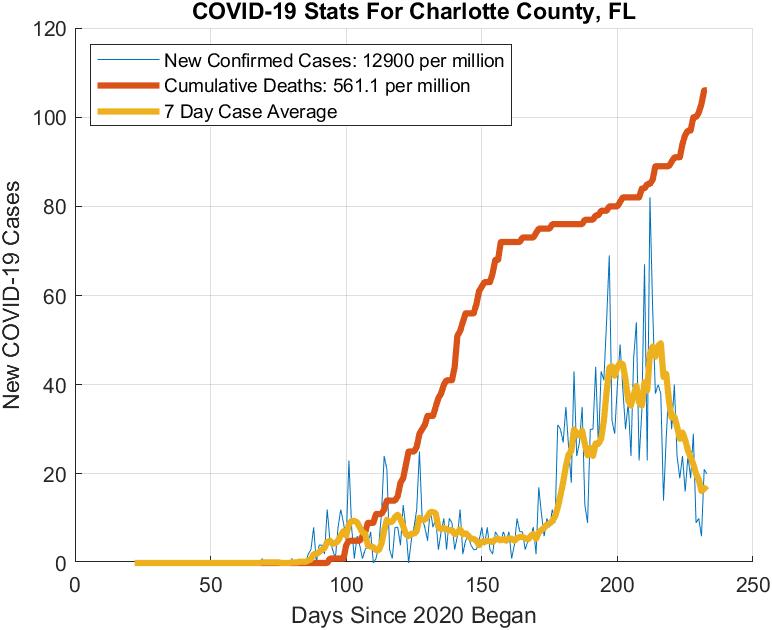 COVID-19 Stats For Charlotte County, FL
New Confirmed Cases: 12900 per million
Cumulative Deaths: 561.1 per million
7 Day Case Average
120
100
80
60
40
20
0
New COVID-19 Cases
0 50 100 150 200 250
Days Since 2020 Began